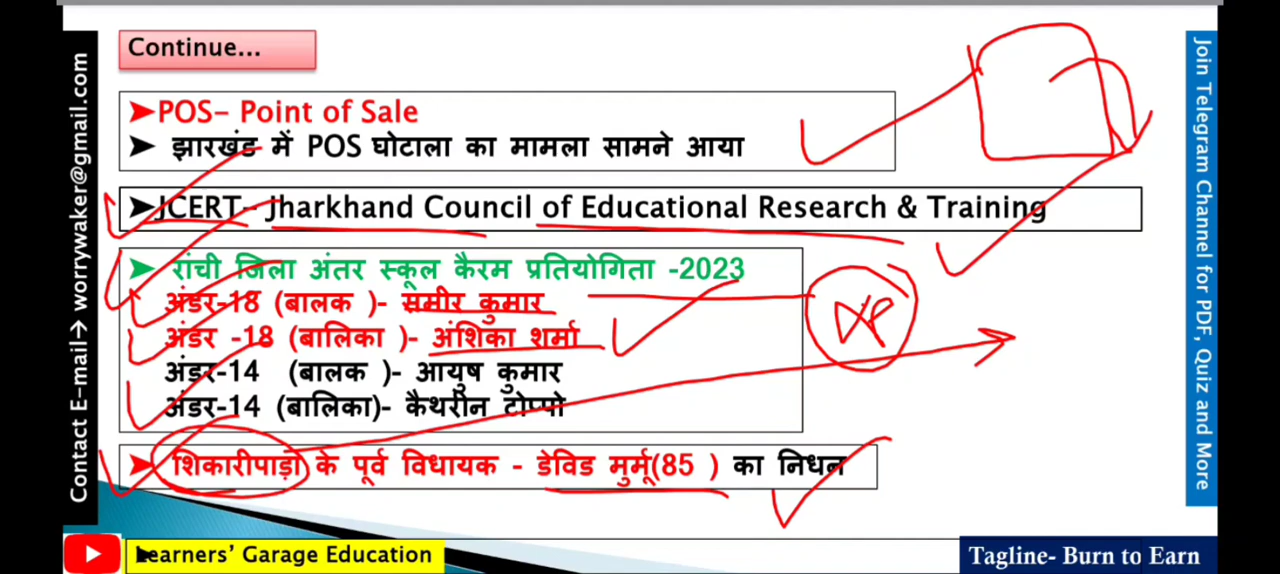 Continue...
➤POS– Point of Sale
➤ झारखंड में POS घोटाला का मामला सामने आया
➤JCERT– Jharkhand Council of Educational Research & Training
➤ रांची जिला अंतर स्कूल कैरम प्रतियोगिता -2023
अंडर-18 (बालक )- समीर कुमार
अंडर -18 (बालिका )- अंशिका शर्मा
अंडर-14 (बालक )- आयुष कुमार
अंडर-14 (बालिका)- कैथरीन टोप्पो
➤ शिकारीपाड़ा के पूर्व विधायक - डेविड मुर्मू(85 ) का निधन
Contact E-mail→ worrywaker@gmail.com
Join Telegram Channel for PDF, Quiz and More
Learners’ Garage Education
Tagline- Burn to Earn